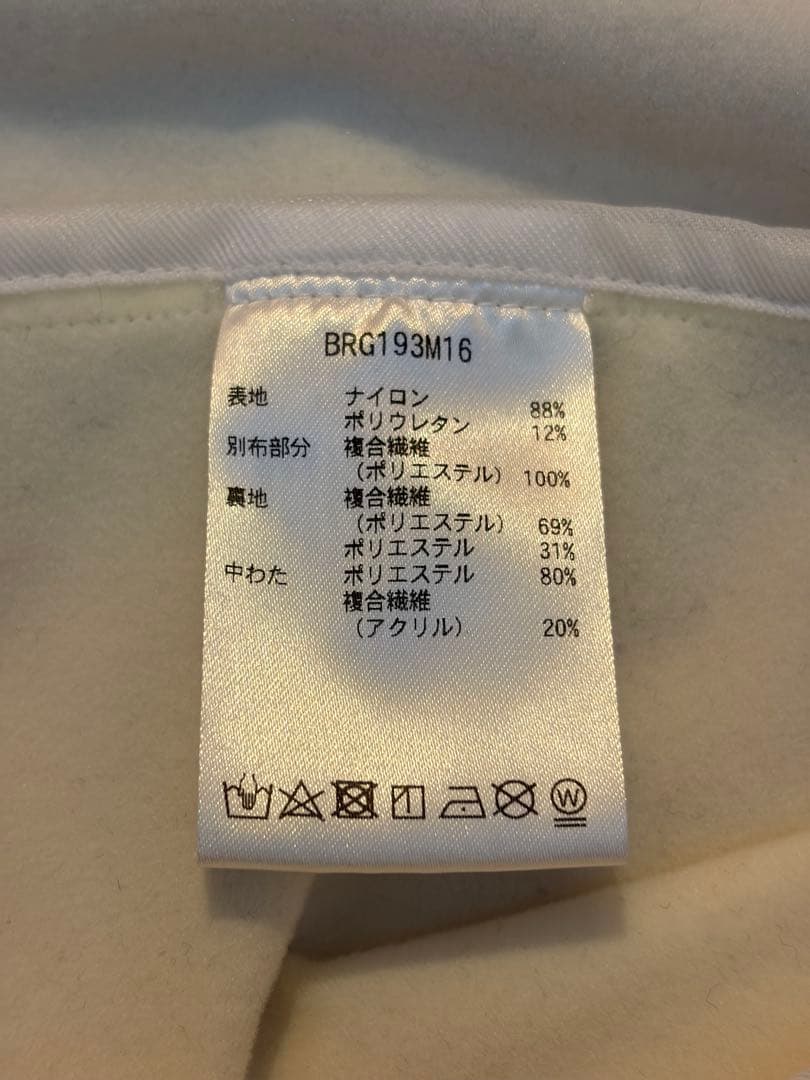 BRG193M16
表地 ナイロン 88%
ポリウレタン 12%
別布部分 複合繊維
(ポリエステル) 100%
裏地 複合繊維
(ポリエステル) 69%
ポリエステル 31%
中わた ポリエステル 80%
複合繊維
(アクリル) 20%
W